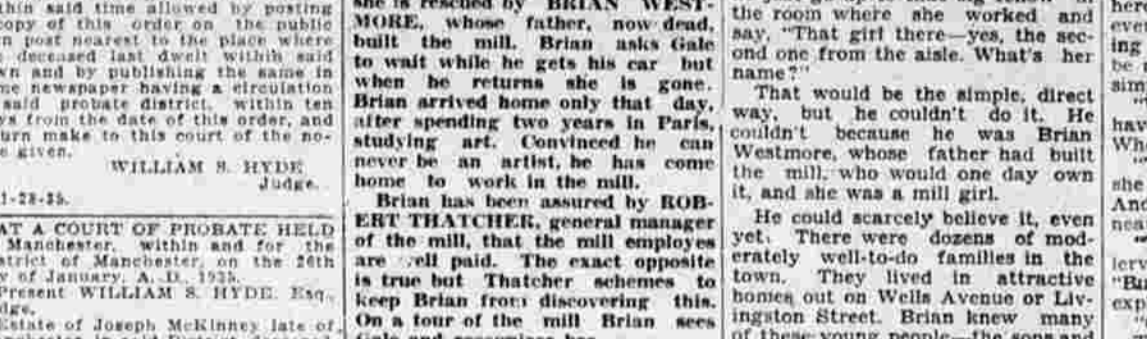 thin said time allowed by posting
copy of this order on the public
n post nearest to the place where
deceased last dwelt within said
wn and by publishing the same in
me newspaper having a circulation
said probate district, within ten
ys from the date of this order, and
urn make to this court of the no-
e given.
WILLIAM S. HYDE
Judge.
1-28-35.
AT A COURT OF PROBATE HELD
Manchester, within and for the
strict of Manchester, on the 26th
y of January, A. D., 1935.
Present WILLIAM S. HYDE, Esq.,
dge.
Estate of Joseph McKinney late of
she is rescued by BRIAN WEST-
MORE, whose father, now dead,
built the mill. Brian asks Gale
to wait while he gets his car but
when he returns she is gone.
Brian arrived home only that day,
after spending two years in Paris,
studying art. Convinced he can
never be an artist, he has come
home to work in the mill.
Brian has been assured by ROB-
ERT THATCHER, general manager
of the mill, that the mill employes
are well paid. The exact opposite
is true but Thatcher schemes to
keep Brian from discovering this.
On a tour of the mill Brian sees
the room where she worked and
say, "That girl there—yes, the sec-
ond one from the aisle. What's her
name?"
That would be the simple, direct
way, but he couldn't do it. He
couldn't because he was Brian
Westmore, whose father had built
the mill, who would one day own
it, and she was a mill girl.
He could scarcely believe it, even
yet. There were dozens of mod-
erately well-to-do families in the
town. They lived in attractive
homes out on Wells Avenue or Liv-
ingston Street. Brian knew many
of these young people—the sons and